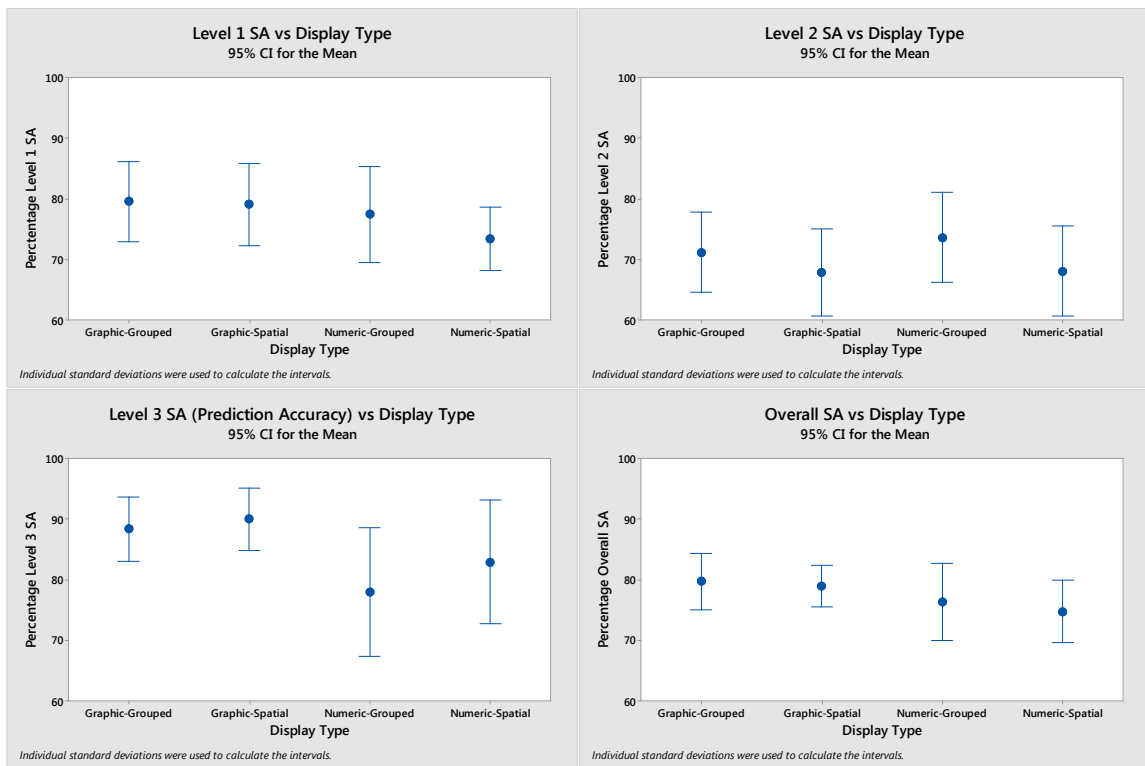 Level 1 SA vs Display Type
95% CI for the Mean
100
90
80
70
60
Perctentage Level 1 SA
Graphic-Grouped Graphic-Spatial Numeric-Grouped Numeric-Spatial
Display Type
Individual standard deviations were used to calculate the intervals.
Level 2 SA vs Display Type
95% CI for the Mean
100
90
80
70
60
Percentage Level 2 SA
Graphic-Grouped Graphic-Spatial Numeric-Grouped Numeric-Spatial
Display Type
Individual standard deviations were used to calculate the intervals.
Level 3 SA (Prediction Accuracy) vs Display Type
95% CI for the Mean
100
90
80
70
60
Percentage Level 3 SA
Graphic-Grouped Graphic-Spatial Numeric-Grouped Numeric-Spatial
Display Type
Individual standard deviations were used to calculate the intervals.
Overall SA vs Display Type
95% CI for the Mean
100
90
80
70
60
Percentage Overall SA
Graphic-Grouped Graphic-Spatial Numeric-Grouped Numeric-Spatial
Display Type
Individual standard deviations were used to calculate the intervals.